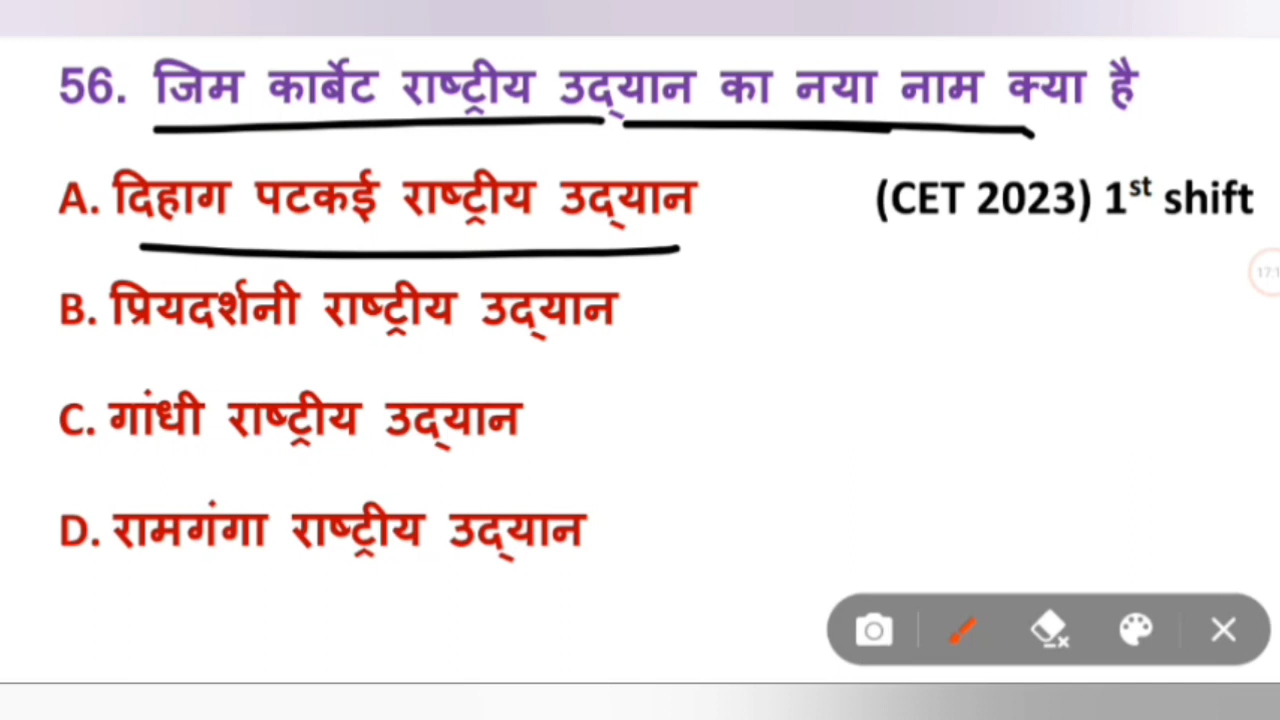 56. जिम कार्बेट राष्ट्रीय उद्यान का नया नाम क्या है
A. दिहाग पटकई राष्ट्रीय उद्यान (CET 2023) 1st shift
B. प्रियदर्शनी राष्ट्रीय उद्यान
C. गांधी राष्ट्रीय उद्यान
D. रामगंगा राष्ट्रीय उद्यान